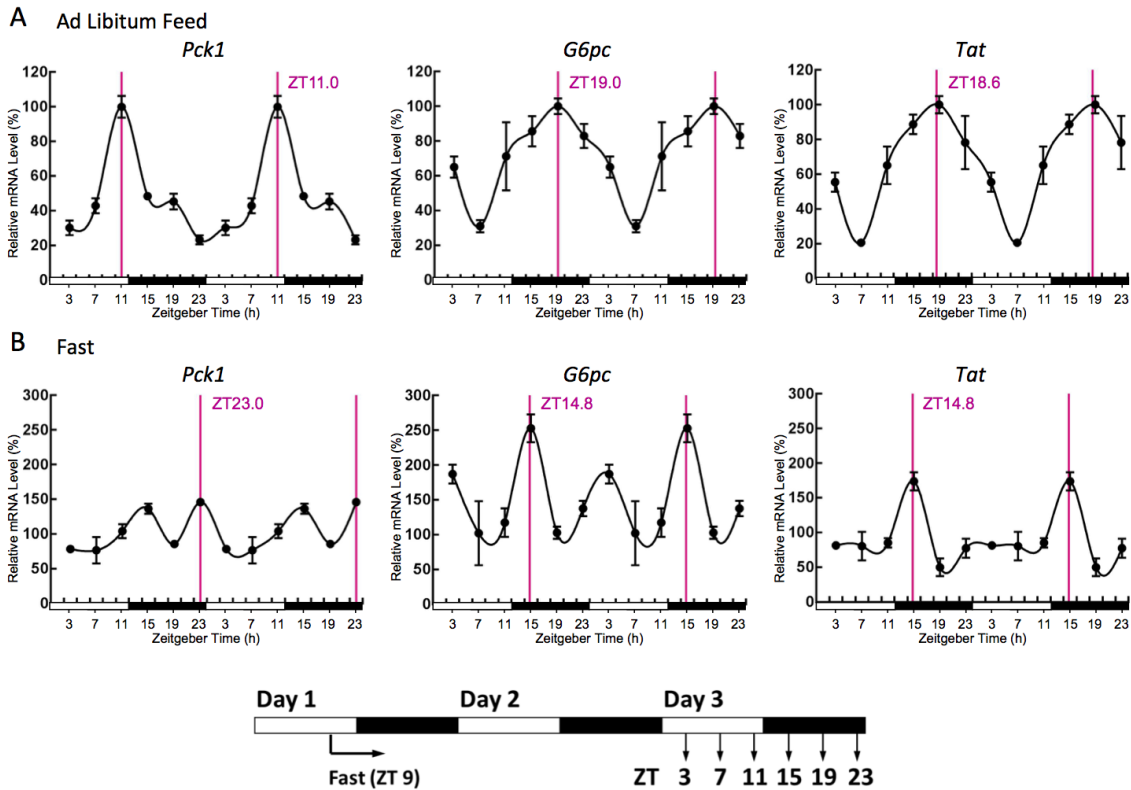 A Ad Libitum Feed
Pck1 G6pc Tat
Relative mRNA Level (%)
120
100
80
60
40
20
0
ZT11.0
3 7 11 15 19 23 3 7 11 15 19 23
Zeitgeber Time (h)
Relative mRNA Level (%)
120
100
80
60
40
20
0
ZT19.0
3 7 11 15 19 23 3 7 11 15 19 23
Zeitgeber Time (h)
Relative mRNA Level (%)
120
100
80
60
40
20
0
ZT18.6
3 7 11 15 19 23 3 7 11 15 19 23
Zeitgeber Time (h)
B Fast
Pck1 G6pc Tat
Relative mRNA Level (%)
300
250
200
150
100
50
0
ZT23.0
3 7 11 15 19 23 3 7 11 15 19 23
Zeitgeber Time (h)
Relative mRNA Level (%)
300
250
200
150
100
50
0
ZT14.8
3 7 11 15 19 23 3 7 11 15 19 23
Zeitgeber Time (h)
Relative mRNA Level (%)
300
250
200
150
100
50
0
ZT14.8
3 7 11 15 19 23 3 7 11 15 19 23
Zeitgeber Time (h)
Day 1 Day 2 Day 3
Fast (ZT 9) ZT 3 7 11 15 19 23